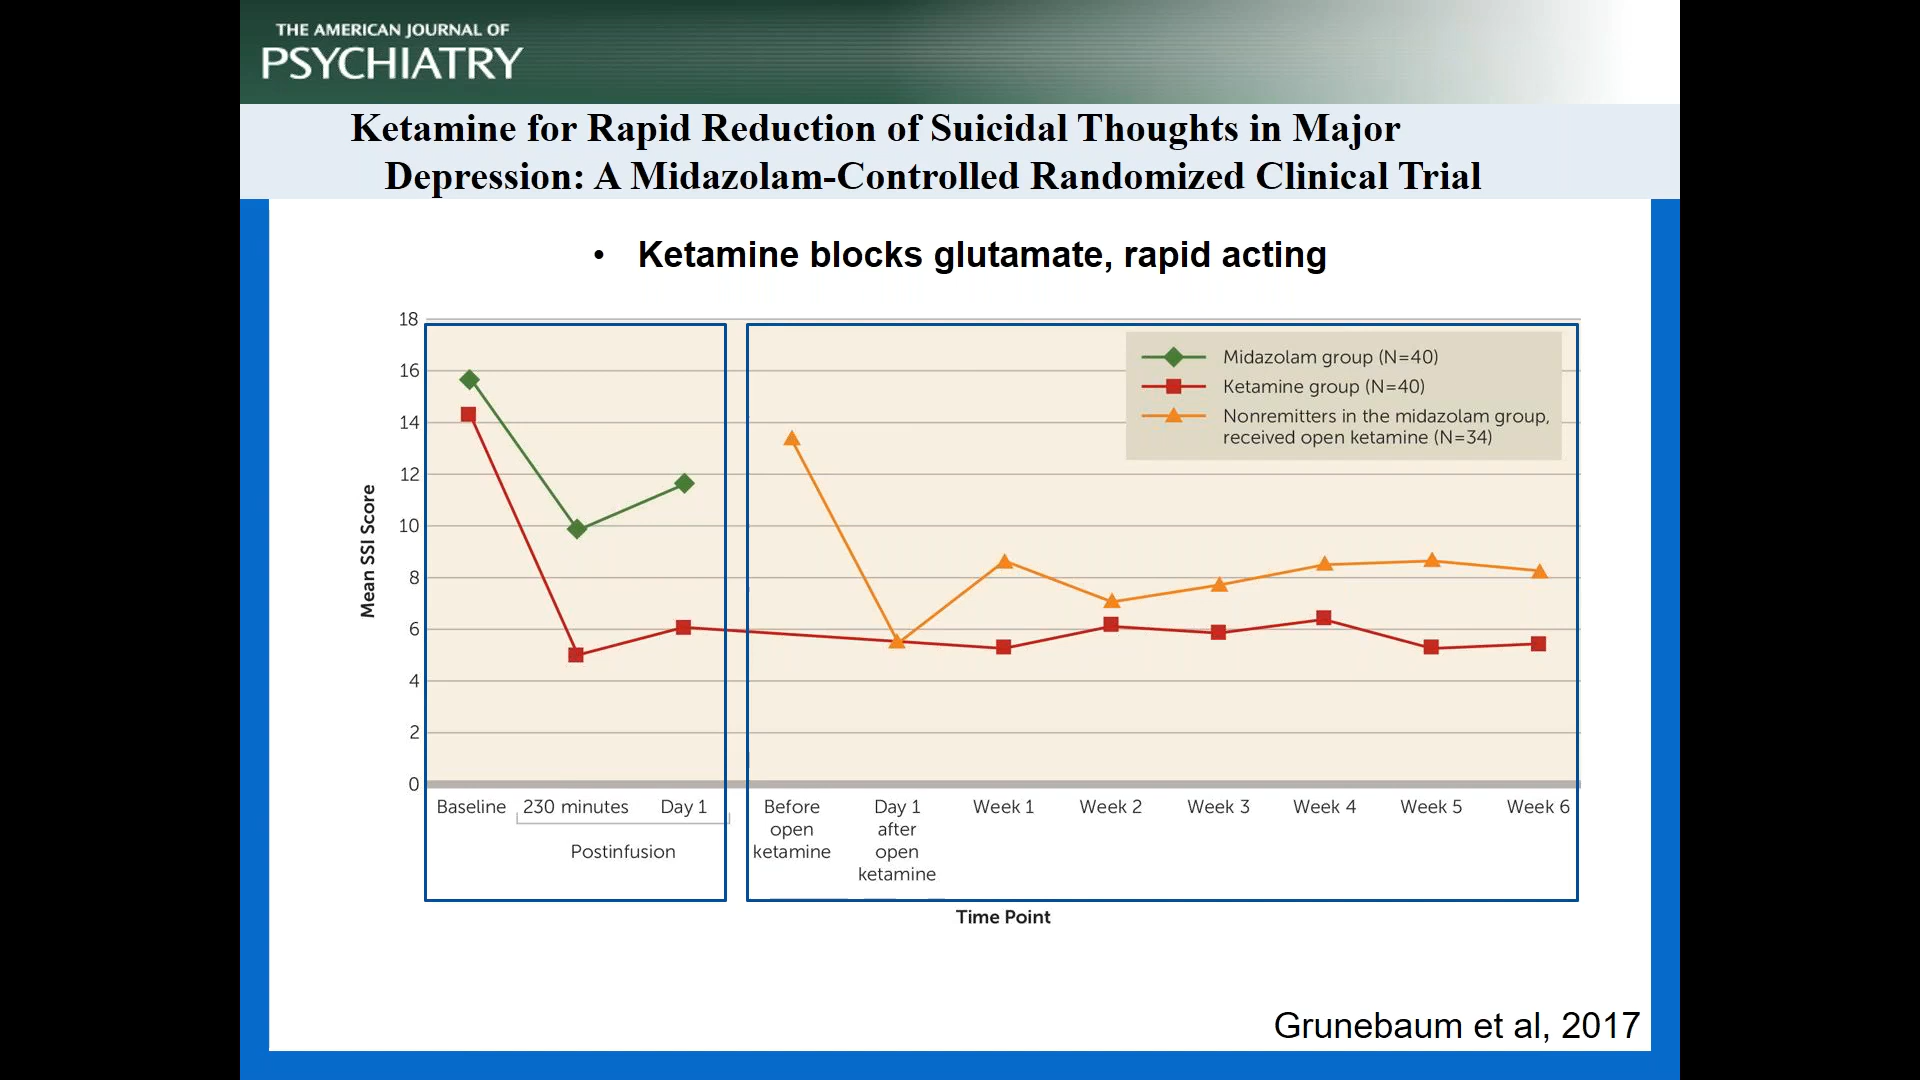 THE AMERICAN JOURNAL OF
PSYCHIATRY
Ketamine for Rapid Reduction of Suicidal Thoughts in Major
Depression: A Midazolam-Controlled Randomized Clinical Trial
• Ketamine blocks glutamate, rapid acting
Mean SSI Score
18
16
14
12
10
8
6
4
2
0
Midazolam group (N=40)
Ketamine group (N=40)
Nonremitters in the midazolam group,
received open ketamine (N=34)
Baseline 230 minutes Day 1
Postinfusion
Before
open
ketamine
Day 1
after
open
ketamine
Week 1 Week 2 Week 3 Week 4 Week 5 Week 6
Time Point
Grunebaum et al, 2017